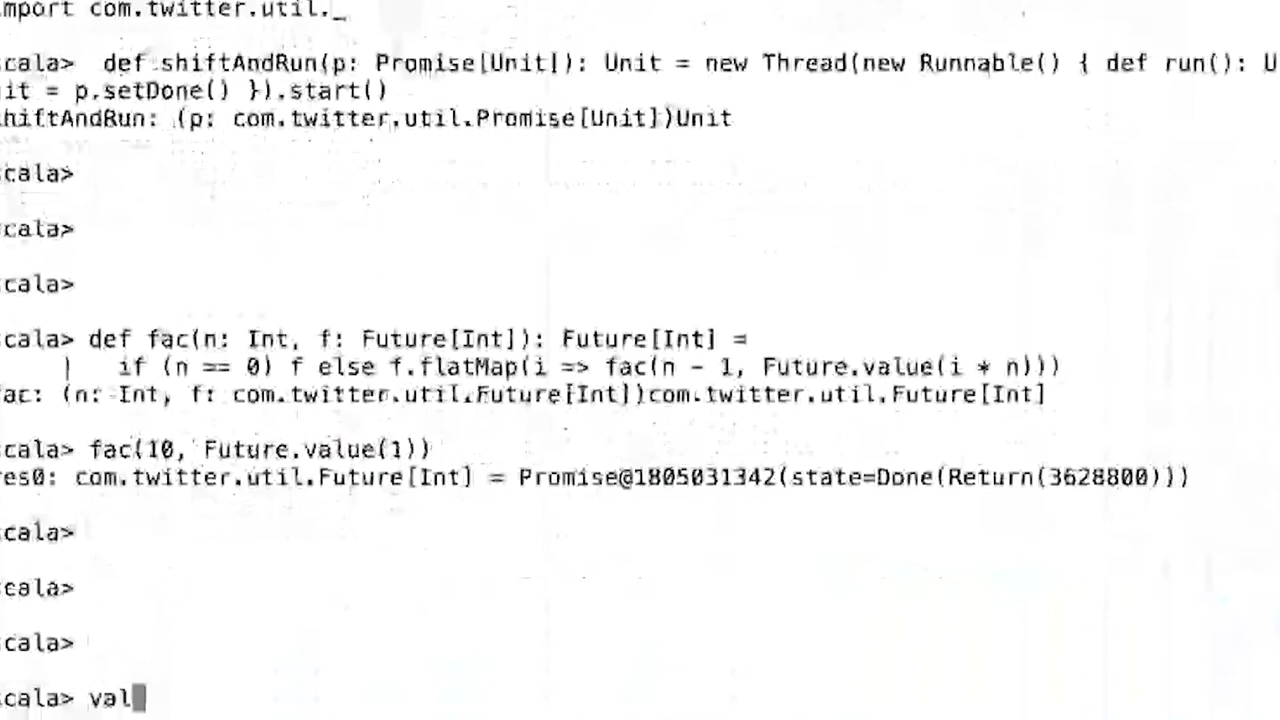 mport com.twitter.util._
cala>  def shiftAndRun(p: Promise[Unit]): Unit = new Thread(new Runnable() { def run(): U
it = p.setDone() }).start()
hiftAndRun: (p: com.twitter.util.Promise[Unit])Unit
cala>
cala>
cala>
cala> def fac(n: Int, f: Future[Int]): Future[Int] =
|   if (n == 0) f else f.flatMap(i => fac(n - 1, Future.value(i * n)))
ac: (n: Int, f: com.twitter.util.Future[Int])com.twitter.util.Future[Int]
cala> fac(10, Future.value(1))
es0: com.twitter.util.Future[Int] = Promise@1805031342(state=Done(Return(3628800)))
cala>
cala>
cala>
cala> val